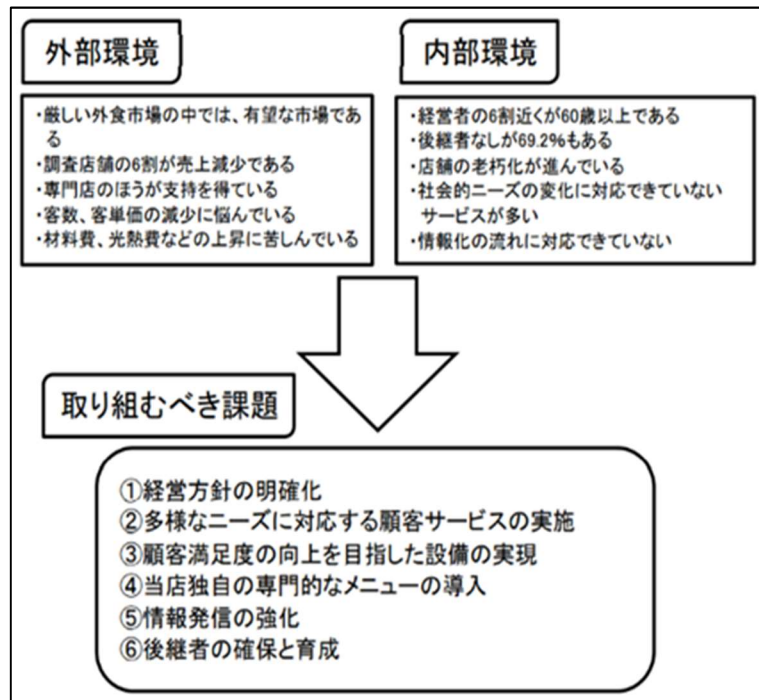 外部環境
・厳しい外食市場の中では、有望な市場であ
る
・調査店舗の6割が売上減少である
・専門店のほうが支持を得ている
・客数、客単価の減少に悩んでいる
・材料費、光熱費などの上昇に苦しんでいる
内部環境
・経営者の6割近くが60歳以上である
・後継者なしが69.2%もある
・店舗の老朽化が進んでいる
・社会的ニーズの変化に対応できていない
サービスが多い
・情報化の流れに対応できていない
取り組むべき課題
①経営方針の明確化
②多様なニーズに対応する顧客サービスの実施
③顧客満足度の向上を目指した設備の実現
④当店独自の専門的なメニューの導入
⑤情報発信の強化
⑥後継者の確保と育成